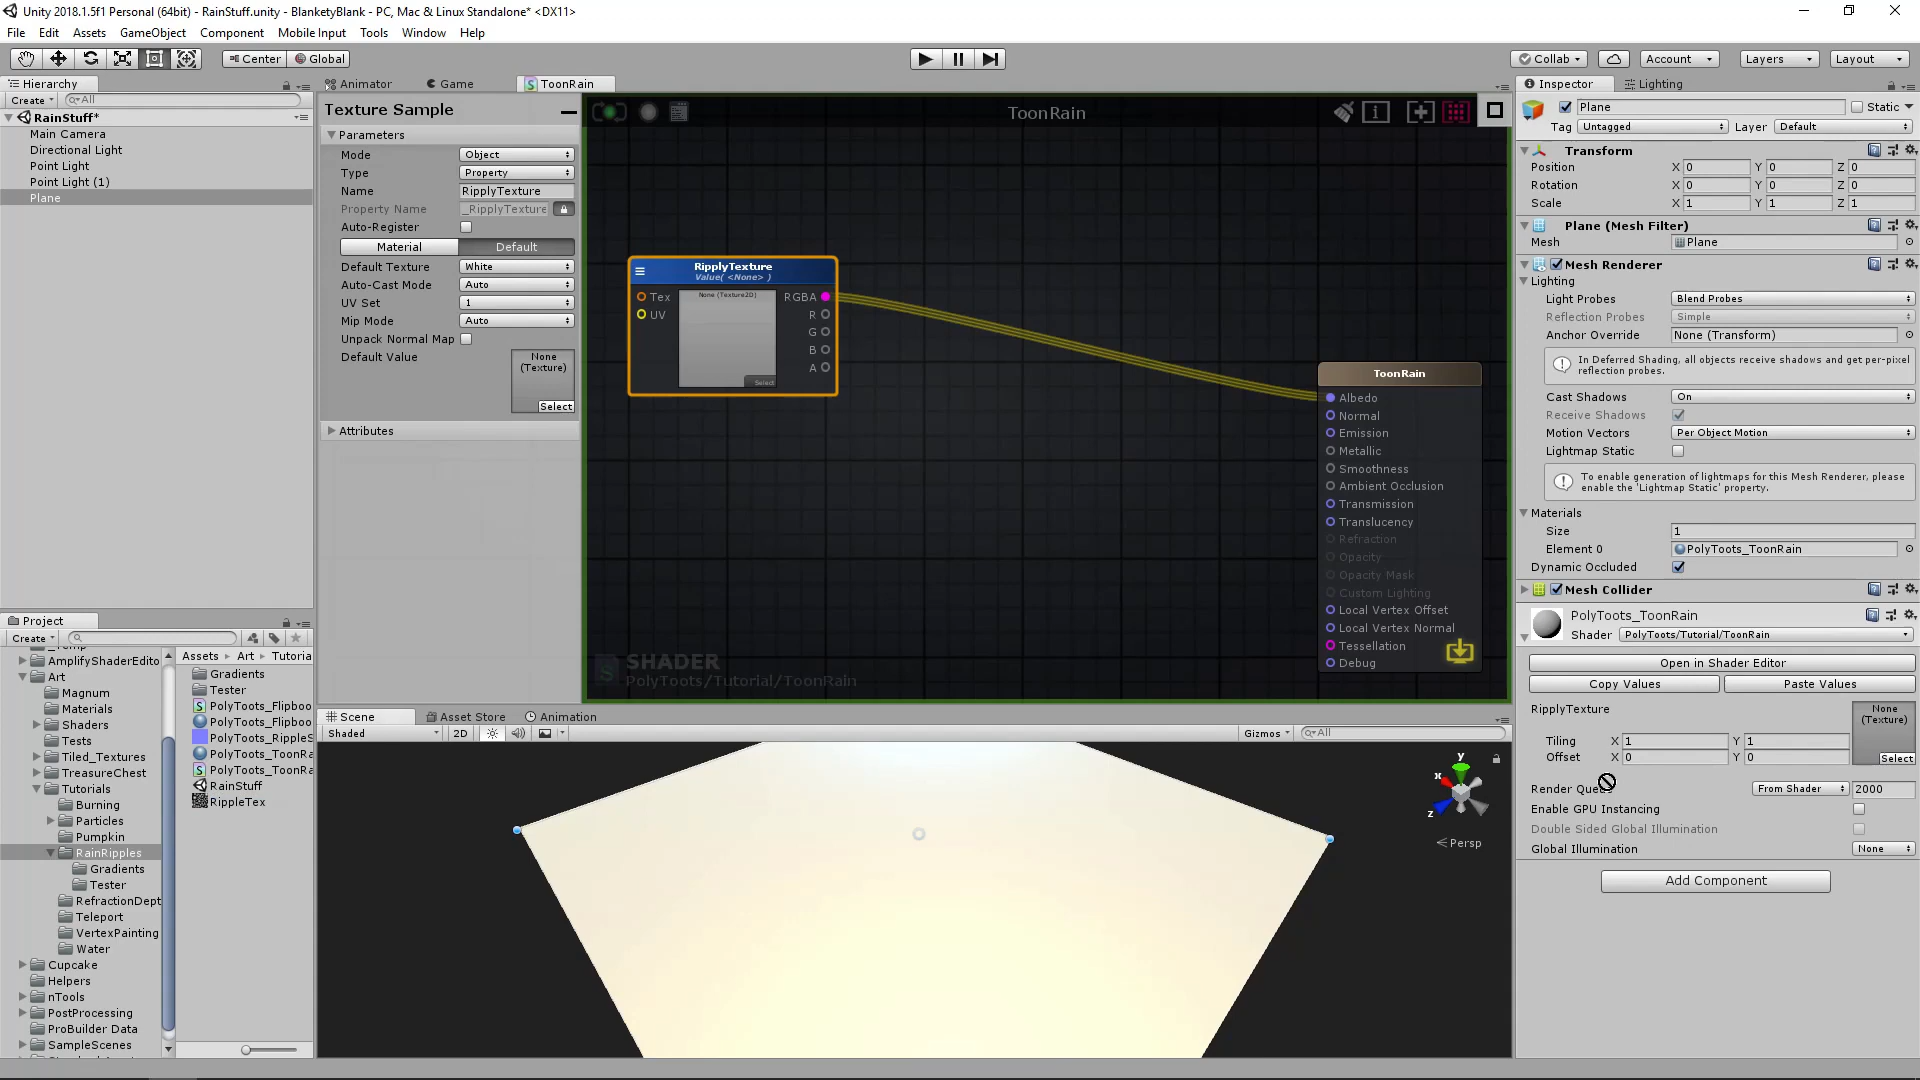 Unity 2018.1.5f1 Personal (64bit) - RainStuff.unity - BlanketyBlank - PC, Mac & Linux Standalone* <DX11>
File Edit Assets GameObject Component Mobile Input Tools Window Help
Center Global Collab Account Layers Layout
Hierarchy
Create All
RainStuff*
Main Camera
Directional Light
Point Light
Point Light (1)
Plane
Project
Create
AmplifyShaderEdito
Art
Magnum
Materials
Shaders
Tests
Tiled_Textures
TreasureChest
Tutorials
Burning
Particles
Pumpkin
RainRipples
Gradients
Tester
RefractionDept
Teleport
VertexPainting
Water
Cupcake
Helpers
nTools
PostProcessing
ProBuilder Data
SampleScenes
Assets Art Tutoria
Gradients
Tester
PolyToots_Flipboo
PolyToots_Flipboo
PolyToots_RippleS
PolyToots_ToonRa
PolyToots_ToonRa
RainStuff
RippleTex
Animator Game ToonRain
Texture Sample
Parameters
Mode Object
Type Property
Name RipplyTexture
Property Name _RipplyTexture
Auto-Register
Material Default
Default Texture White
Auto-Cast Mode Auto
UV Set 1
Mip Mode Auto
Unpack Normal Map
Default Value None
(Texture)
Select
Attributes
ToonRain
RipplyTexture
Value( <None> )
Tex None (Texture2D) RGBA
UV R
G
B
A
Select
ToonRain
Albedo
Normal
Emission
Metallic
Smoothness
Ambient Occlusion
Transmission
Translucency
Refraction
Opacity
Opacity Mask
Custom Lighting
Local Vertex Offset
Local Vertex Normal
Tessellation
Debug
SHADER
PolyToots/Tutorial/ToonRain
Scene Asset Store Animation
Shaded 2D Gizmos All
y
x
z
Persp
Inspector Lighting
Plane Static
Tag Untagged Layer Default
Transform
Position X 0 Y 0 Z 0
Rotation X 0 Y 0 Z 0
Scale X 1 Y 1 Z 1
Plane (Mesh Filter)
Mesh Plane
Mesh Renderer
Lighting
Light Probes Blend Probes
Reflection Probes Simple
Anchor Override None (Transform)
In Deferred Shading, all objects receive shadows and get per-pixel
reflection probes.
Cast Shadows On
Receive Shadows
Motion Vectors Per Object Motion
Lightmap Static
To enable generation of lightmaps for this Mesh Renderer, please
enable the 'Lightmap Static' property.
Materials
Size 1
Element 0 PolyToots_ToonRain
Dynamic Occluded
Mesh Collider
PolyToots_ToonRain
Shader PolyToots/Tutorial/ToonRain
Open in Shader Editor
Copy Values Paste Values
RipplyTexture None
(Texture)
Tiling X 1 Y 1
Offset X 0 Y 0 Select
Render From Shader 2000
Enable GPU Instancing
Double Sided Global Illumination
Global Illumination None
Add Component